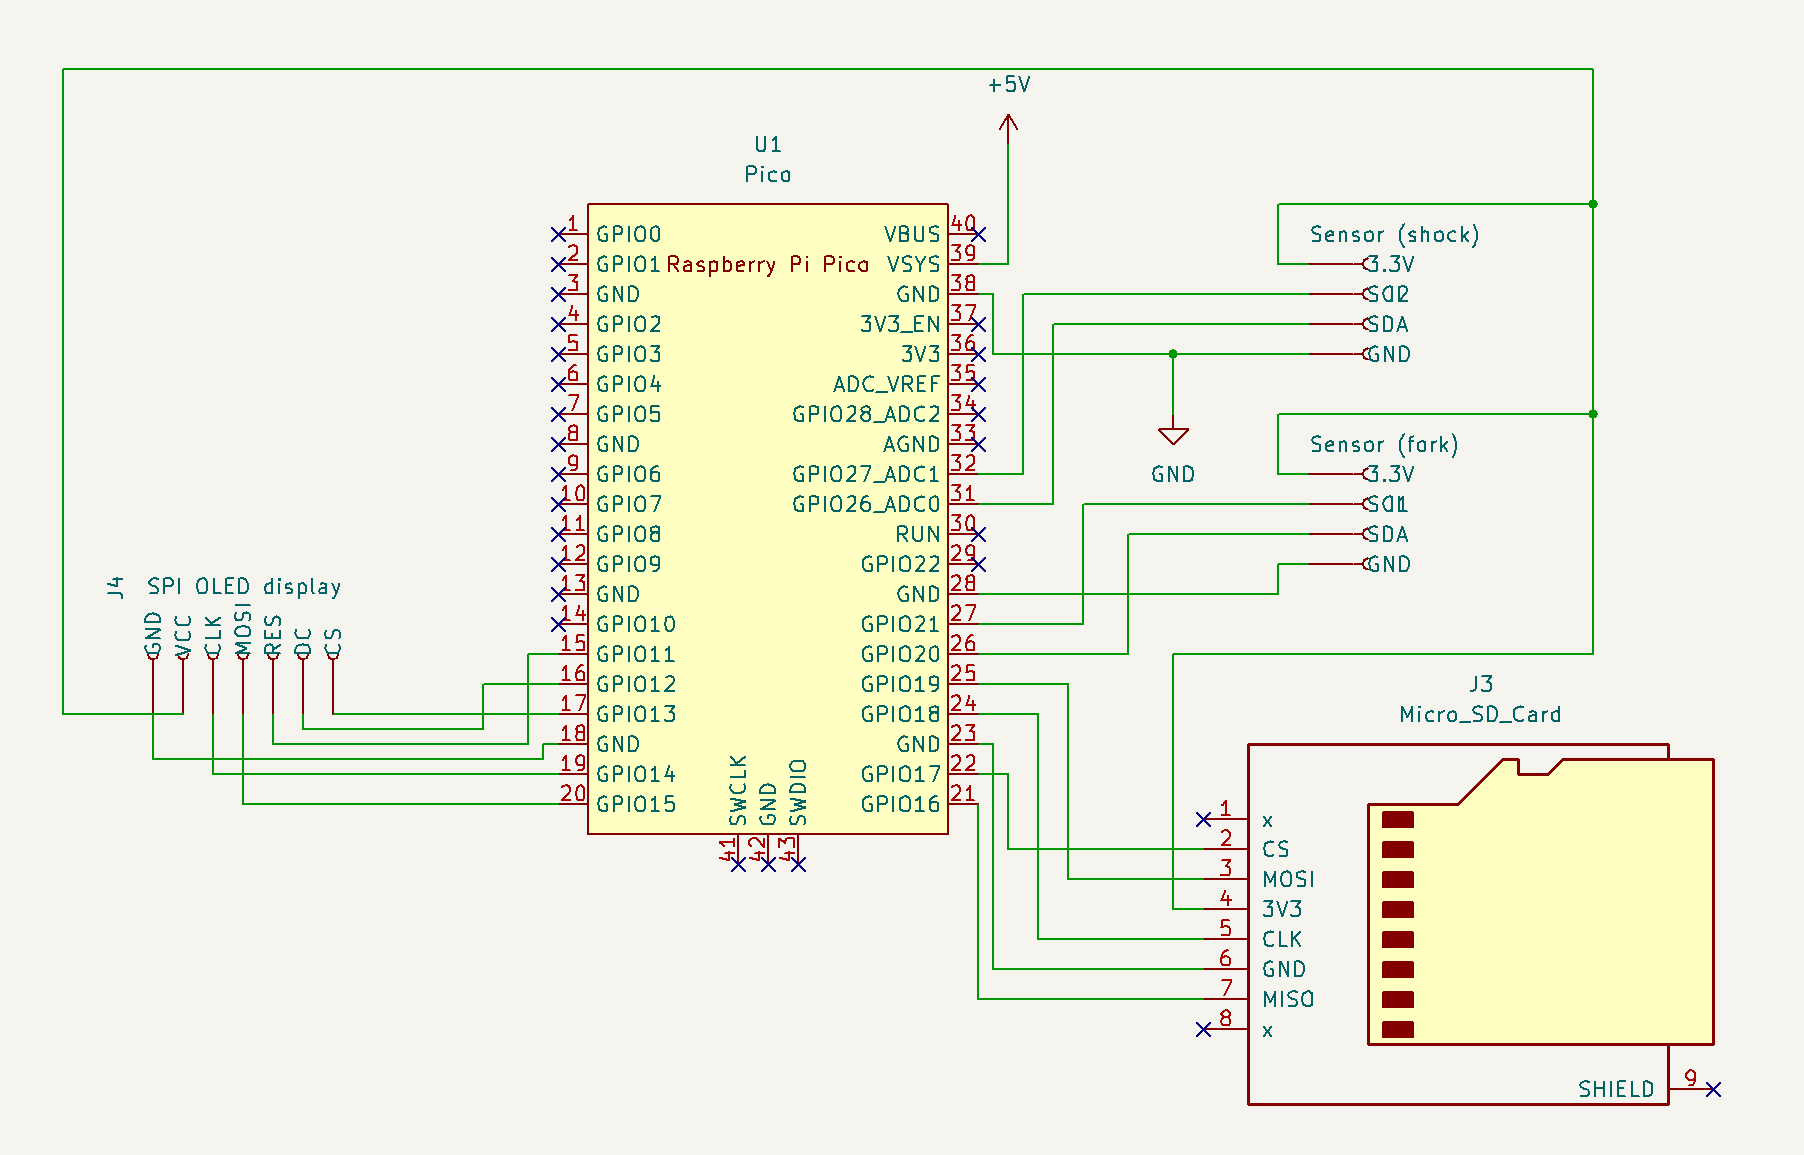 +5V
U1
Pico
Raspberry Pi Pico
1 GPIO0
2 GPIO1
3 GND
4 GPIO2
5 GPIO3
6 GPIO4
7 GPIO5
8 GND
9 GPIO6
10 GPIO7
11 GPIO8
12 GPIO9
13 GND
14 GPIO10
15 GPIO11
16 GPIO12
17 GPIO13
18 GND
19 GPIO14
20 GPIO15
VBUS 40
VSYS 39
GND 38
3V3_EN 37
3V3 36
ADC_VREF 35
GPIO28_ADC2 34
AGND 33
GPIO27_ADC1 32
GPIO26_ADC0 31
RUN 30
GPIO22 29
GND 28
GPIO21 27
GPIO20 26
GPIO19 25
GPIO18 24
GND 23
GPIO17 22
GPIO16 21
SWCLK 41
GND 42
SWDIO 43
J4
SPI OLED display
GND
VCC
CLK
MOSI
RES
DC
CS
Sensor (shock)
3.3V
SDA
GND
GND
Sensor (fork)
3.3V
SDA
GND
J3
Micro_SD_Card
1 x
2 CS
3 MOSI
4 3V3
5 CLK
6 GND
7 MISO
8 x
SHIELD 9